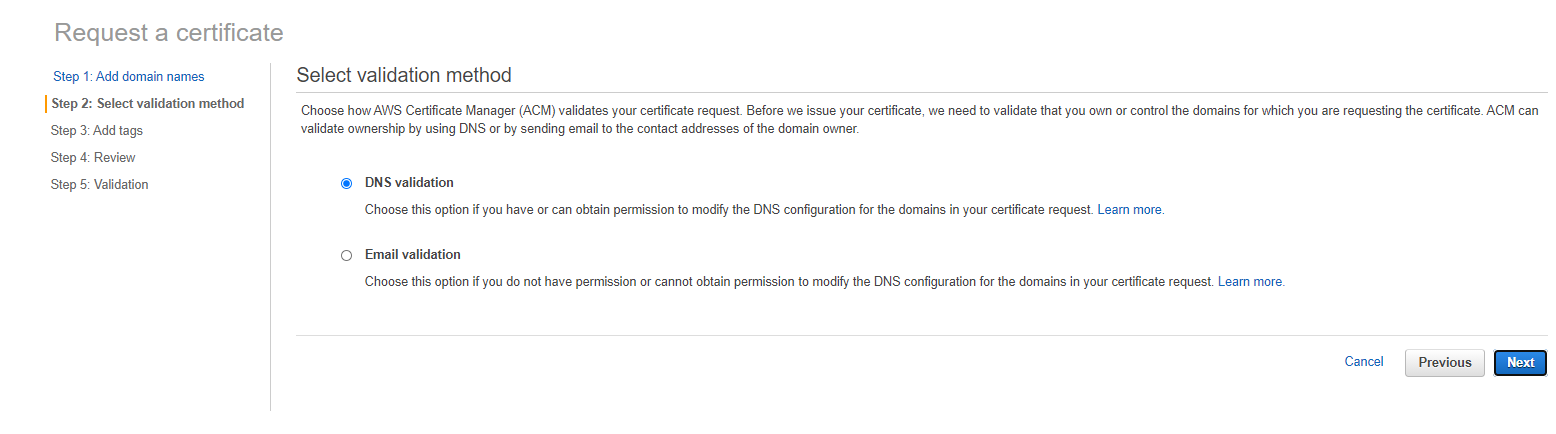 Request a certificate
Step 1: Add domain names
Step 2: Select validation method
Step 3: Add tags
Step 4: Review
Step 5: Validation
Select validation method
Choose how AWS Certificate Manager (ACM) validates your certificate request. Before we issue your certificate, we need to validate that you own or control the domains for which you are requesting the certificate. ACM can
validate ownership by using DNS or by sending email to the contact addresses of the domain owner.
DNS validation
Choose this option if you have or can obtain permission to modify the DNS configuration for the domains in your certificate request. Learn more.
Email validation
Choose this option if you do not have permission or cannot obtain permission to modify the DNS configuration for the domains in your certificate request. Learn more.
Cancel Previous Next